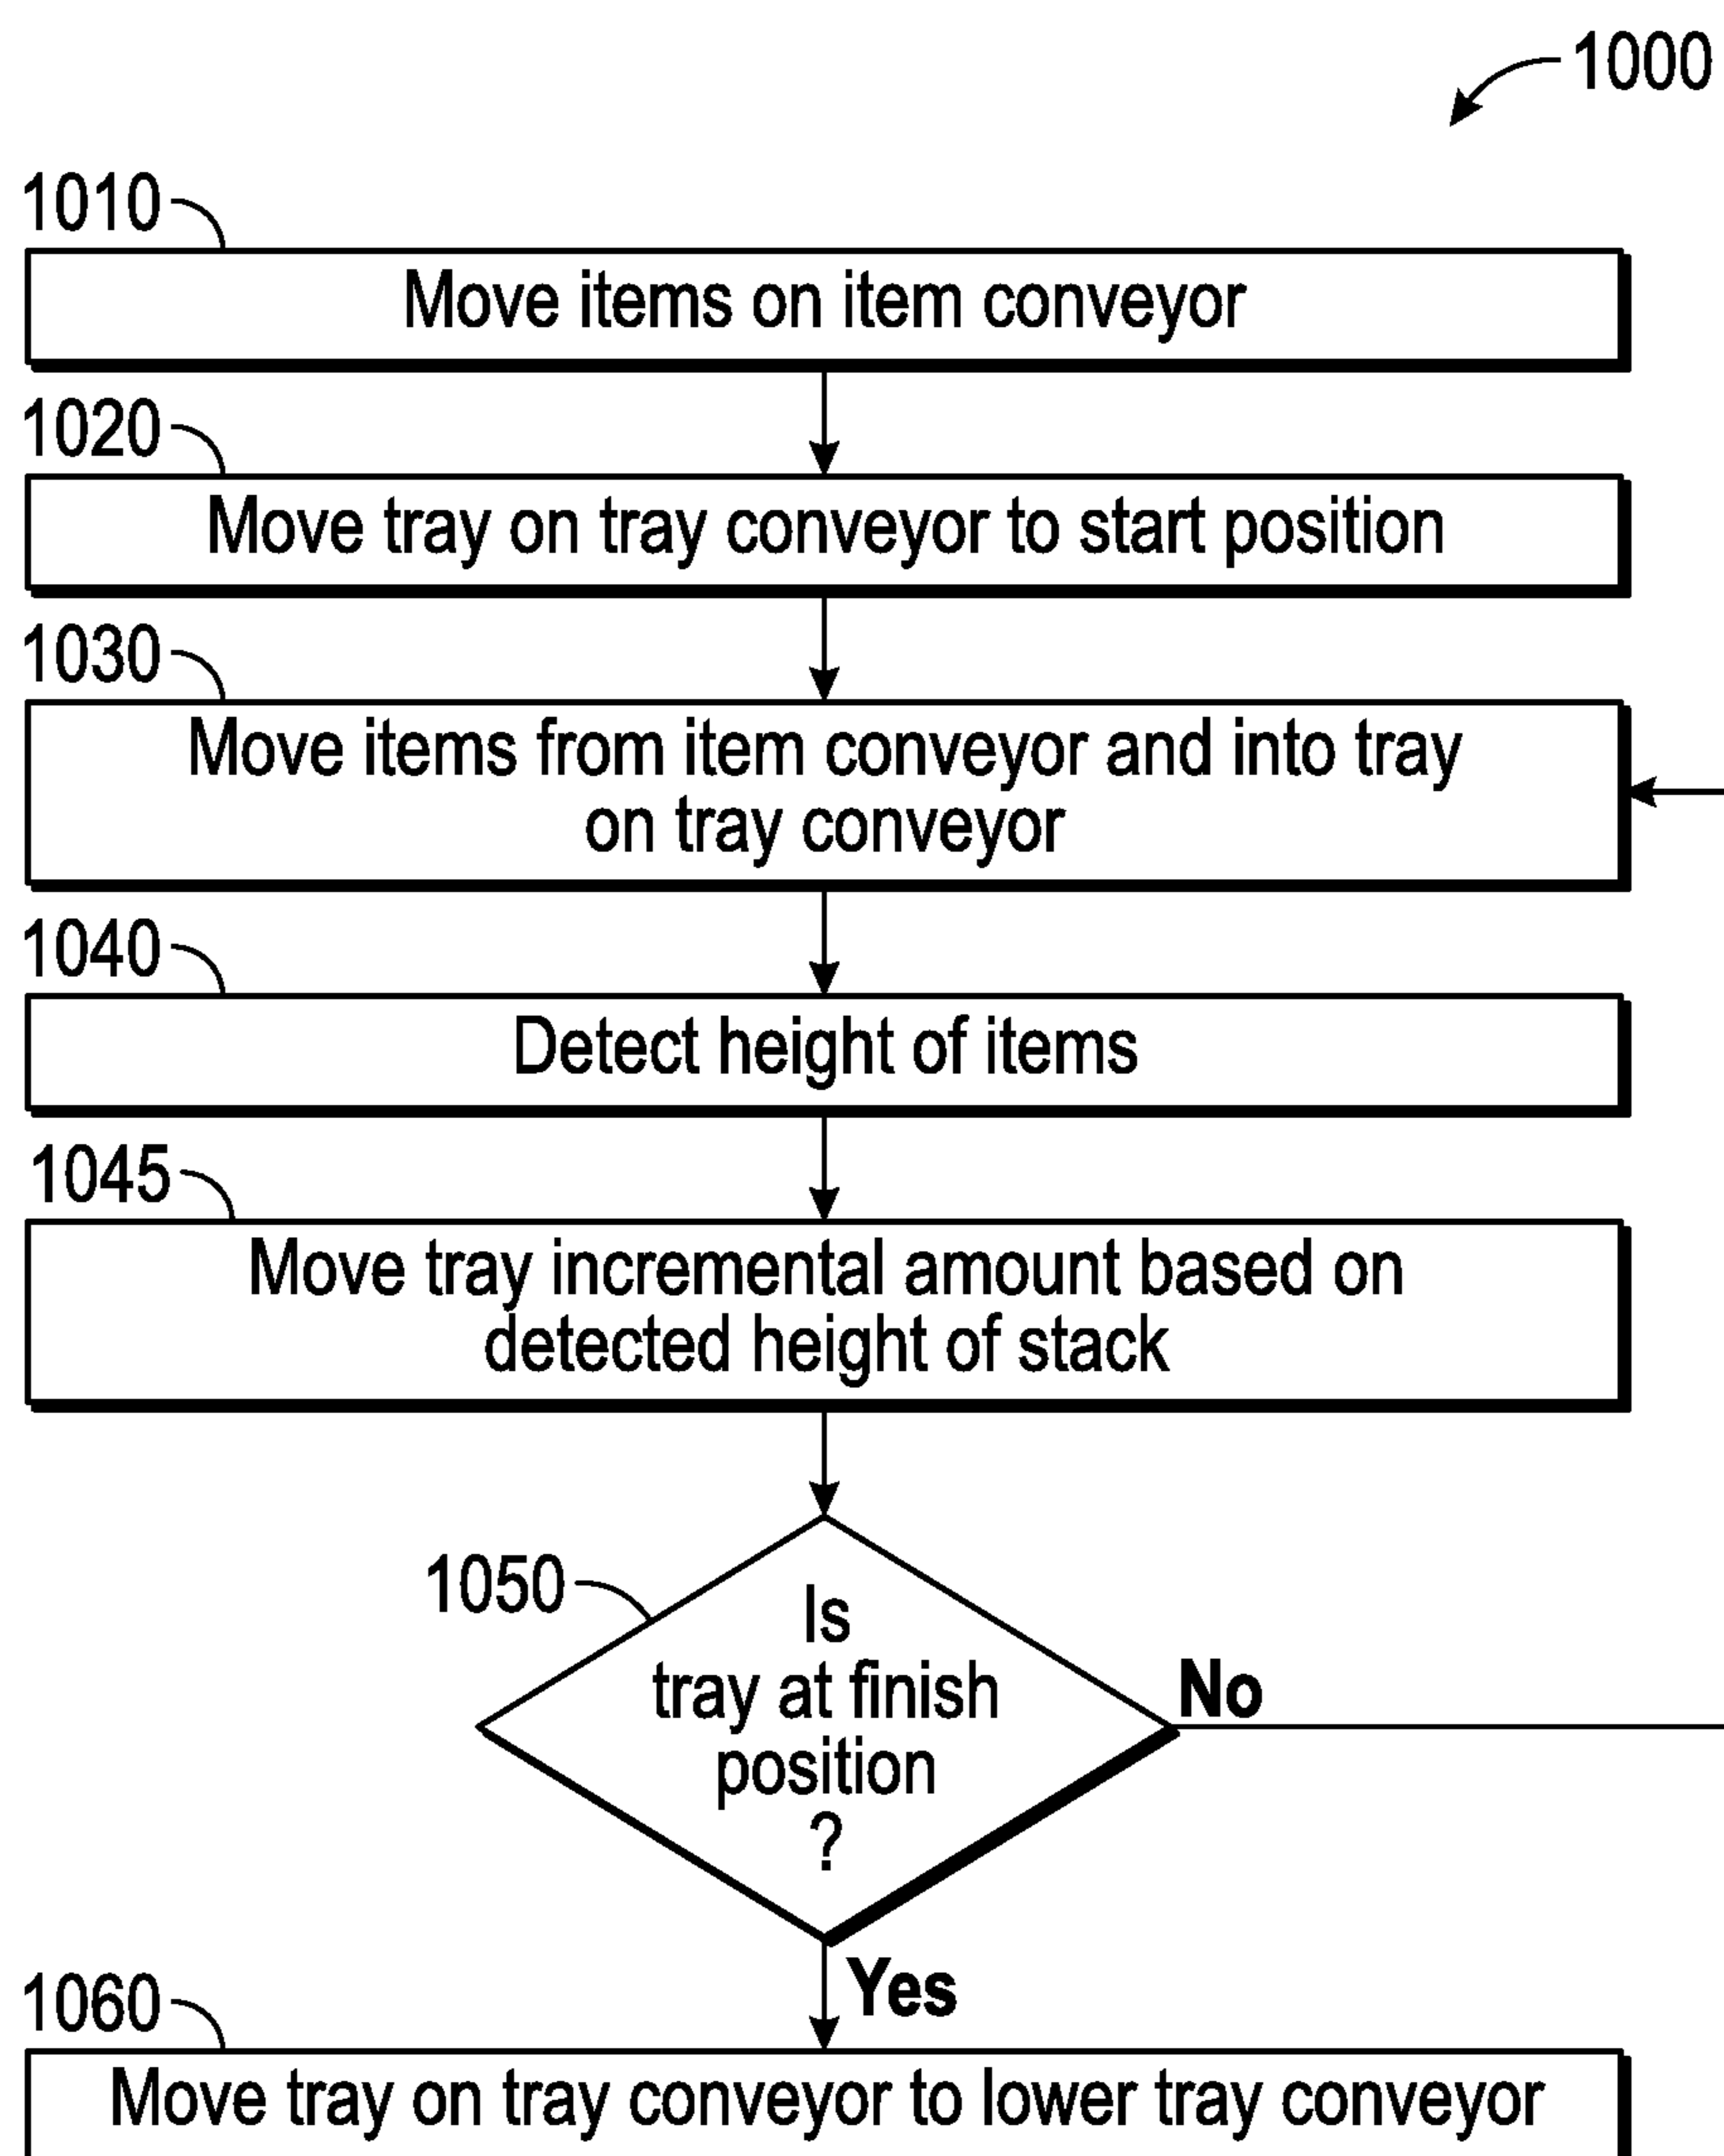 1000
1010
Move items on item conveyor
1020
Move tray on tray conveyor to start position
1030
Move items from item conveyor and into tray
on tray conveyor
1040
Detect height of items
1045
Move tray incremental amount based on
detected height of stack
1050
Is
tray at finish
position
?
No
Yes
1060
Move tray on tray conveyor to lower tray conveyor